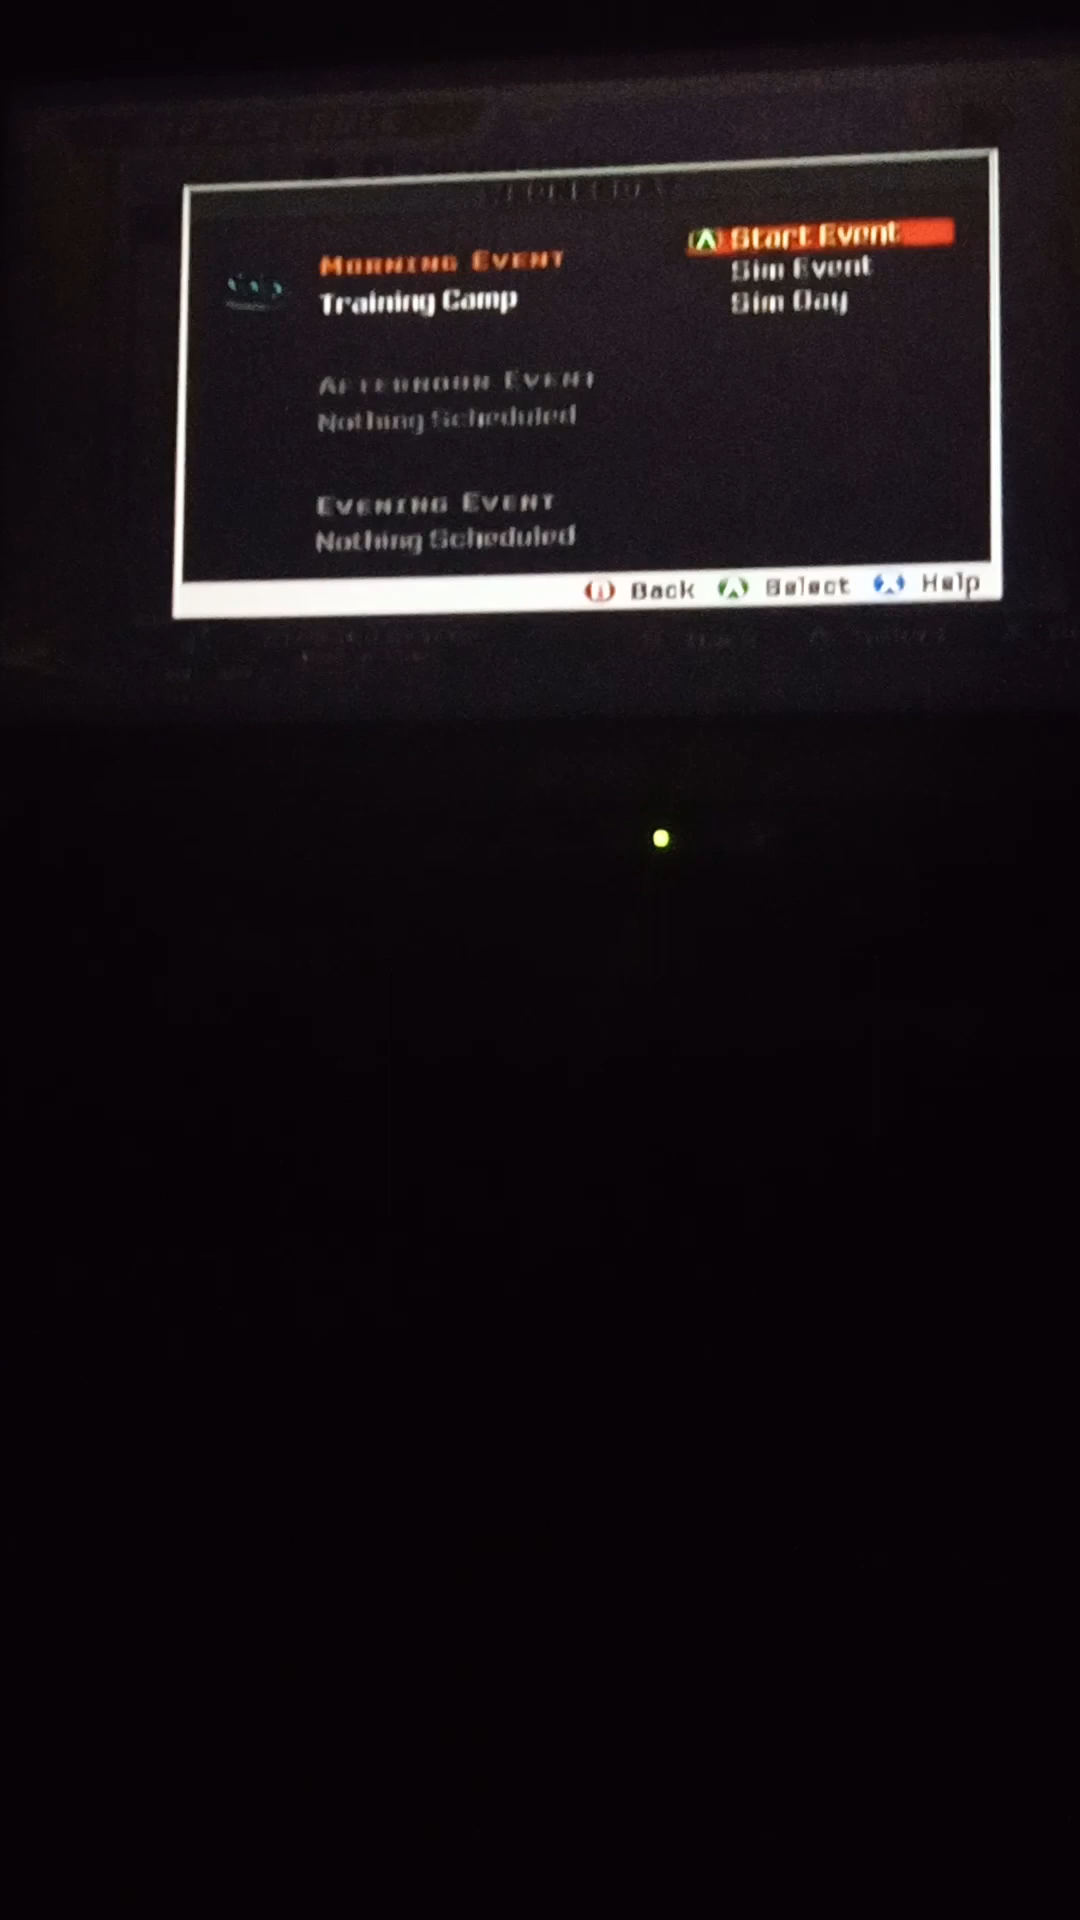 MORNING EVENT
Training Camp
A Start Event
Sim Event
Sim Day
AFTERNOON EVENT
Nothing Scheduled
EVENING EVENT
Nothing Scheduled
Back Select Help